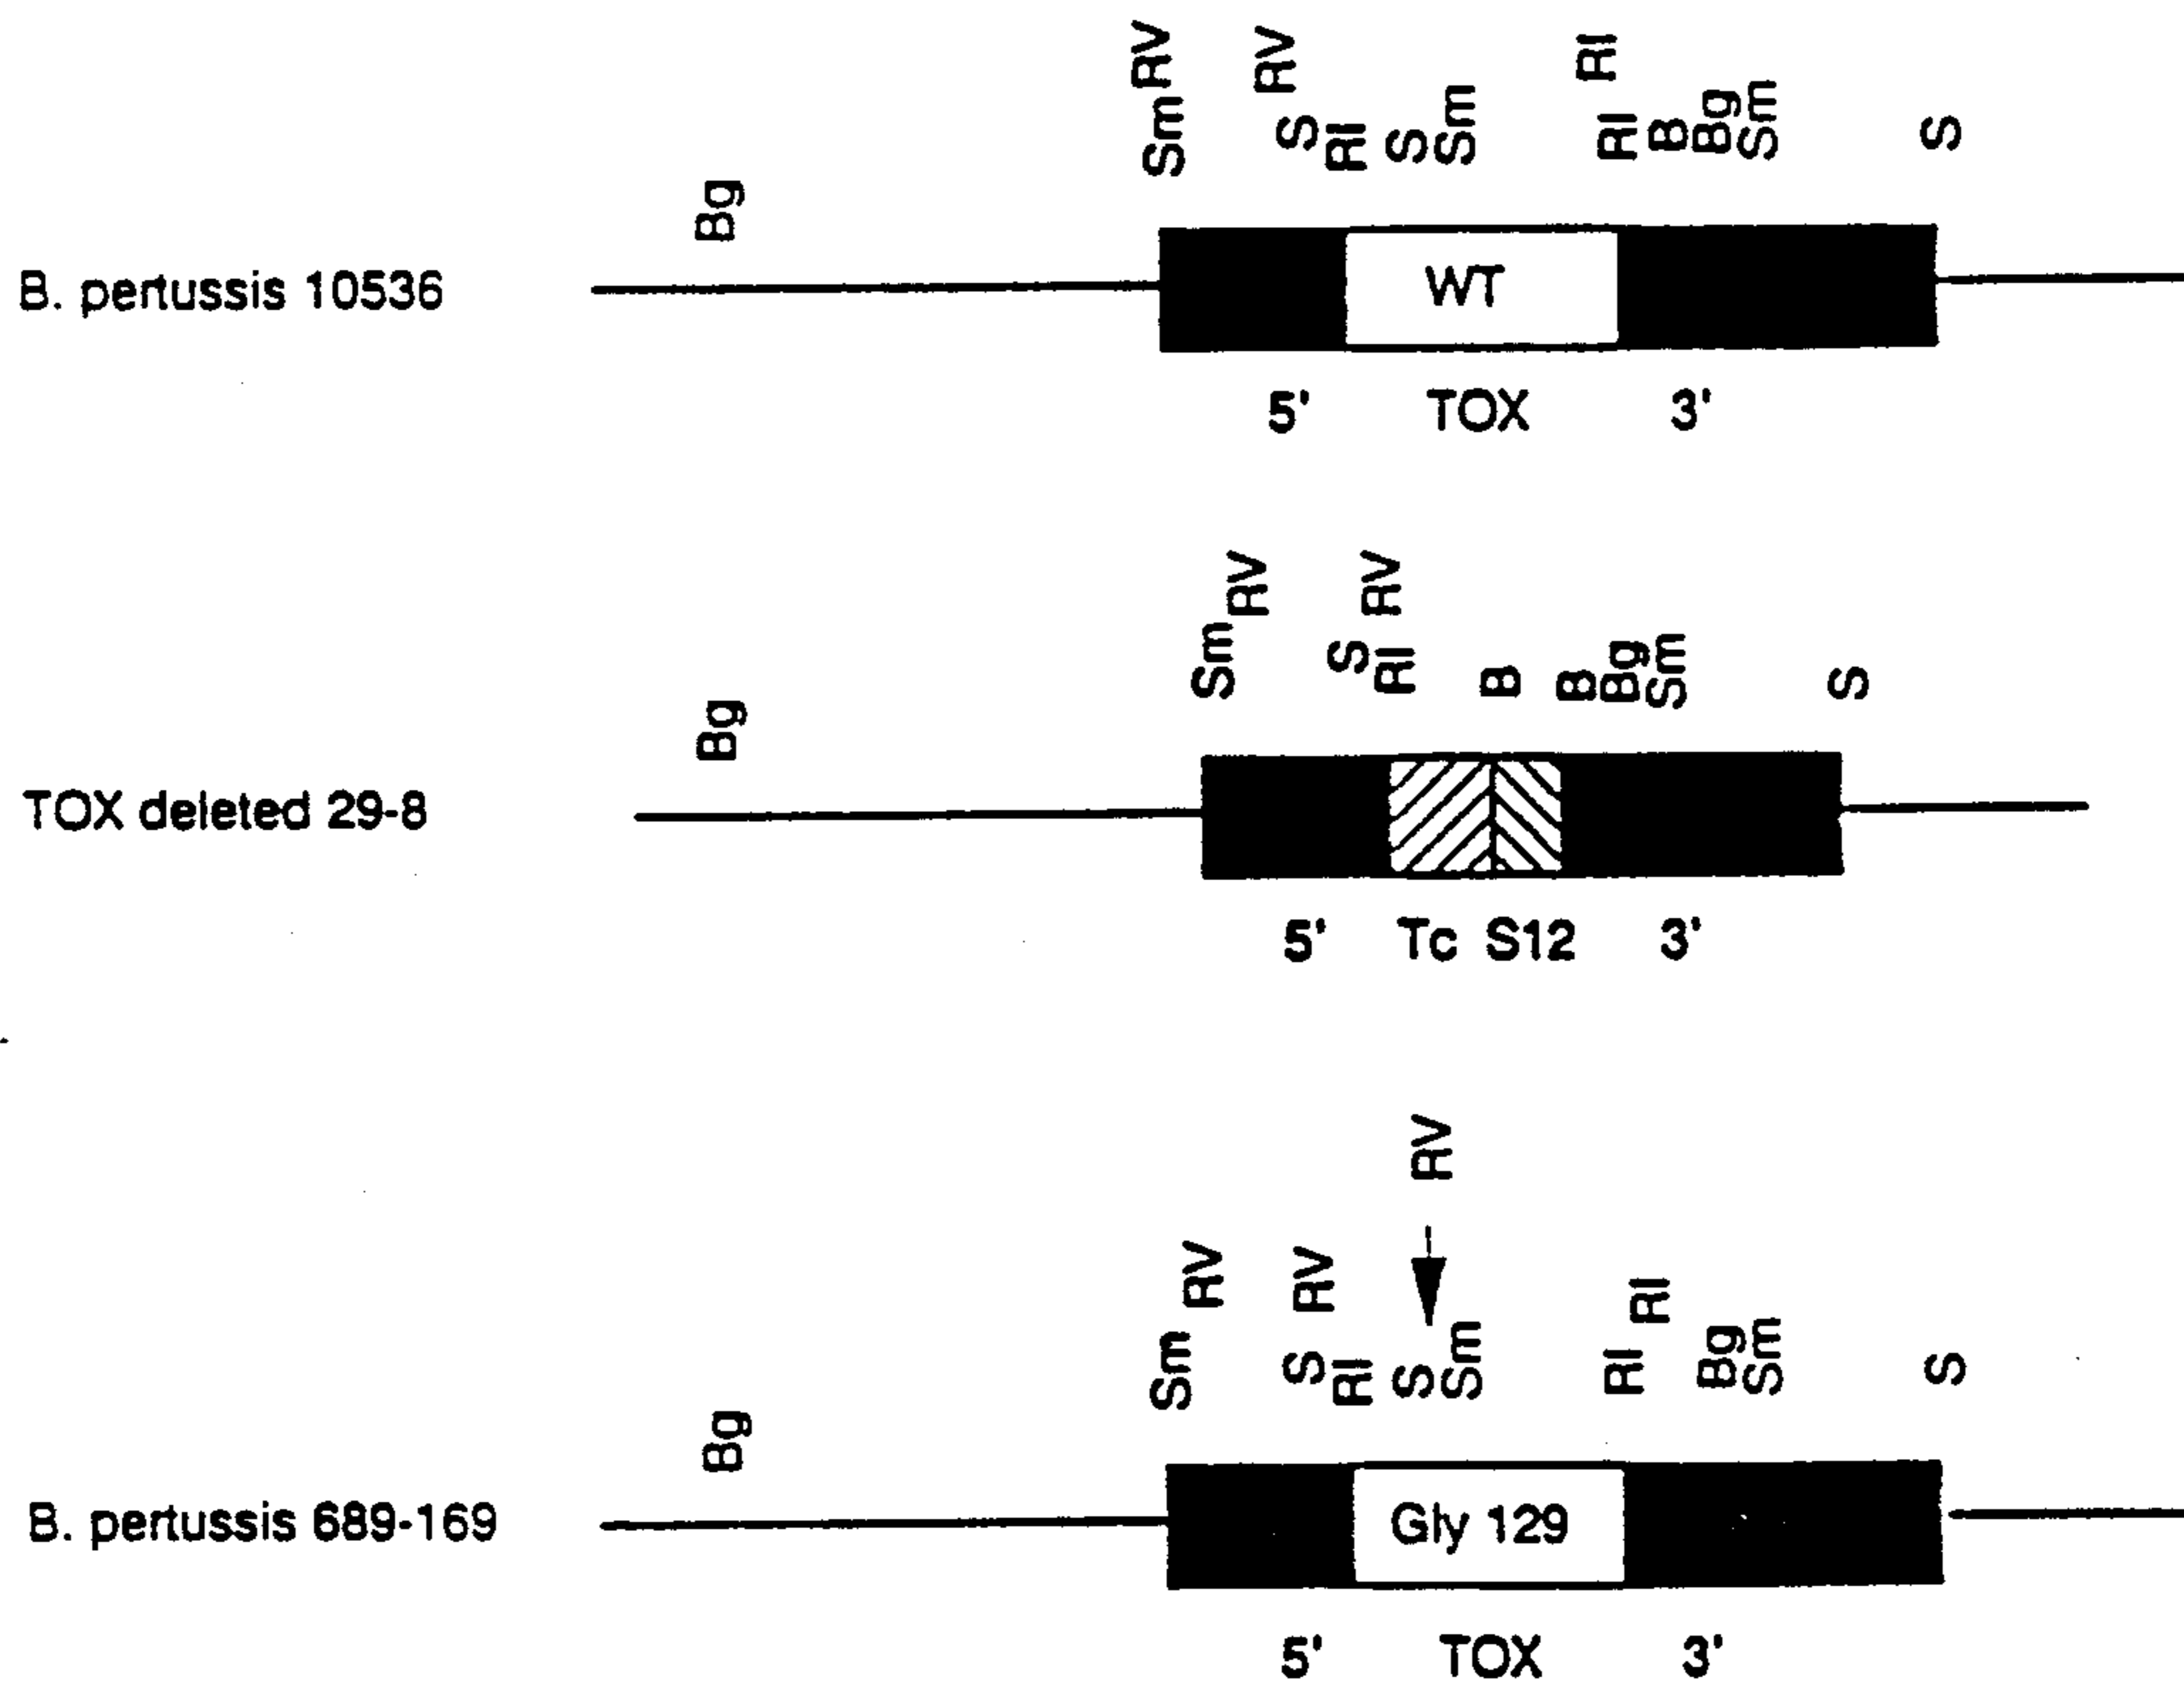 RV RV RI
Sm S RI S Sm RI B Bg Sm S
Bg
B. pertussis 10536
WT
5' TOX 3'
RV RV
Sm S RI B B Bg Sm S
Bg
TOX deleted 29-8
5' Tc S12 3'
RV
RV RV RI
Sm S RI S Sm RI Bg Sm S
Bg
B. pertussis 689-169
Gly 129
5' TOX 3'